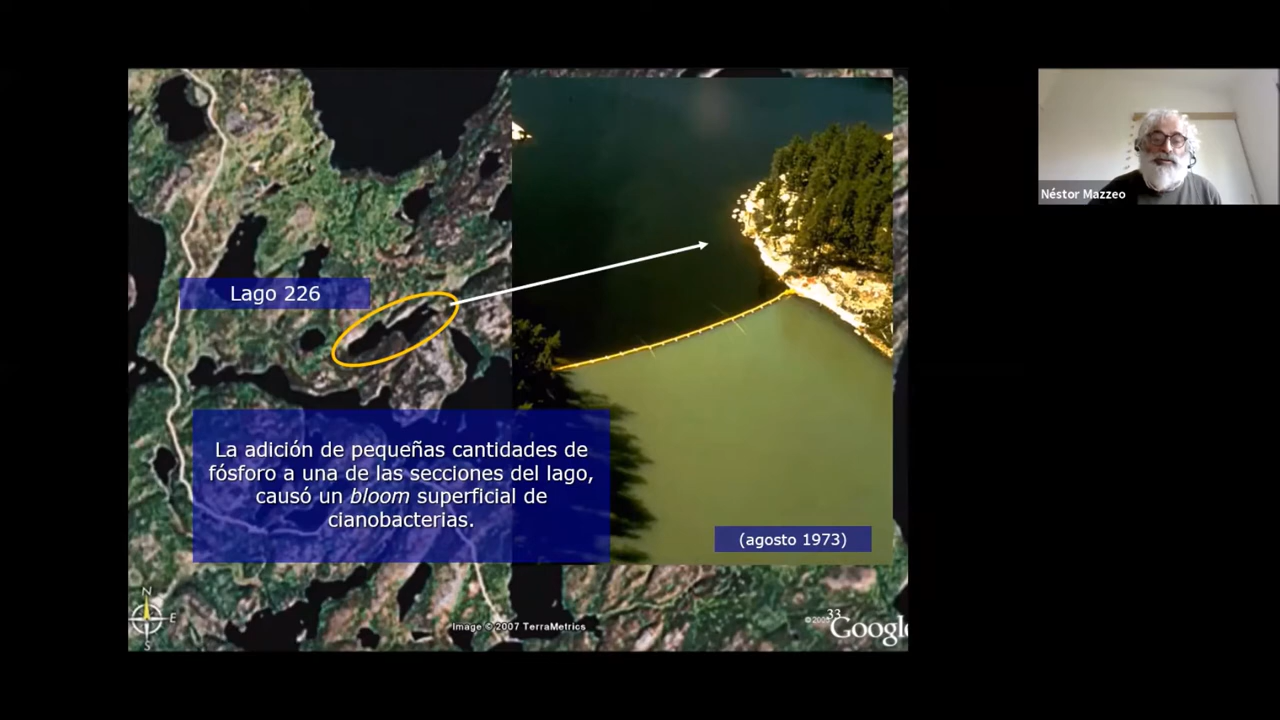 Néstor Mazzeo
Lago 226
La adición de pequeñas cantidades de
fósforo a una de las secciones del lago,
causó un bloom superficial de
cianobacterias.
(agosto 1973)
N
E
S
Image © 2007 TerraMetrics
33
Google